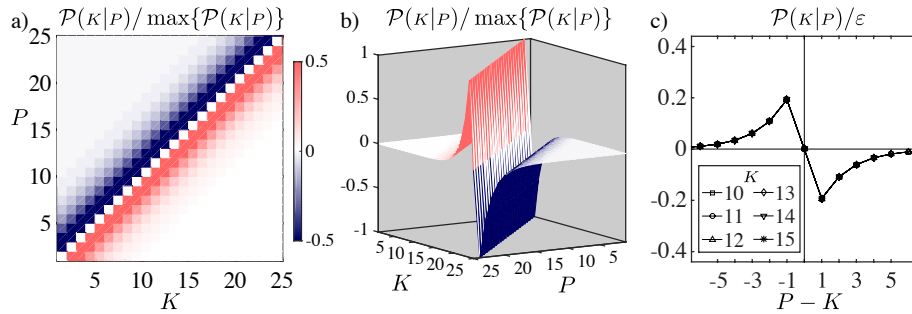 a) 𝒫(K|P)/max{𝒫(K|P)}
25
20
15
10
5
P
5 10 15 20 25
K
0.5
0
-0.5
b) 𝒫(K|P)/max{𝒫(K|P)}
1
0.5
0
-0.5
-1
5 10 15 20 25
K
25 20 15 10 5
P
c) 𝒫(K|P)/ε
0.4
0.2
0
-0.2
-0.4
K
10 13
11 14
12 15
-5 -3 -1 1 3 5
P − K